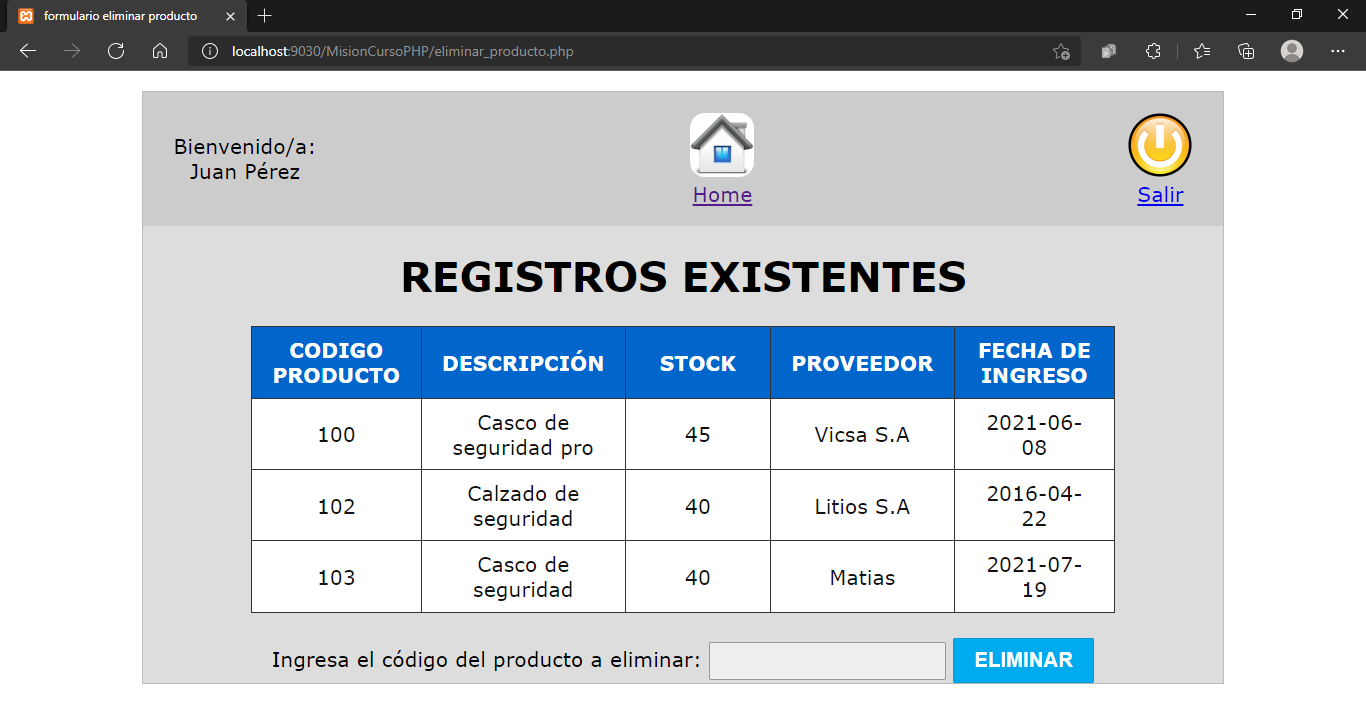 formulario eliminar producto
localhost:9030/MisionCursoPHP/eliminar_producto.php
Bienvenido/a:
Juan Pérez
Home
Salir
REGISTROS EXISTENTES
CODIGO PRODUCTO DESCRIPCIÓN STOCK PROVEEDOR FECHA DE INGRESO
100 Casco de seguridad pro 45 Vicsa S.A 2021-06-08
102 Calzado de seguridad 40 Litios S.A 2016-04-22
103 Casco de seguridad 40 Matias 2021-07-19
Ingresa el código del producto a eliminar: ELIMINAR